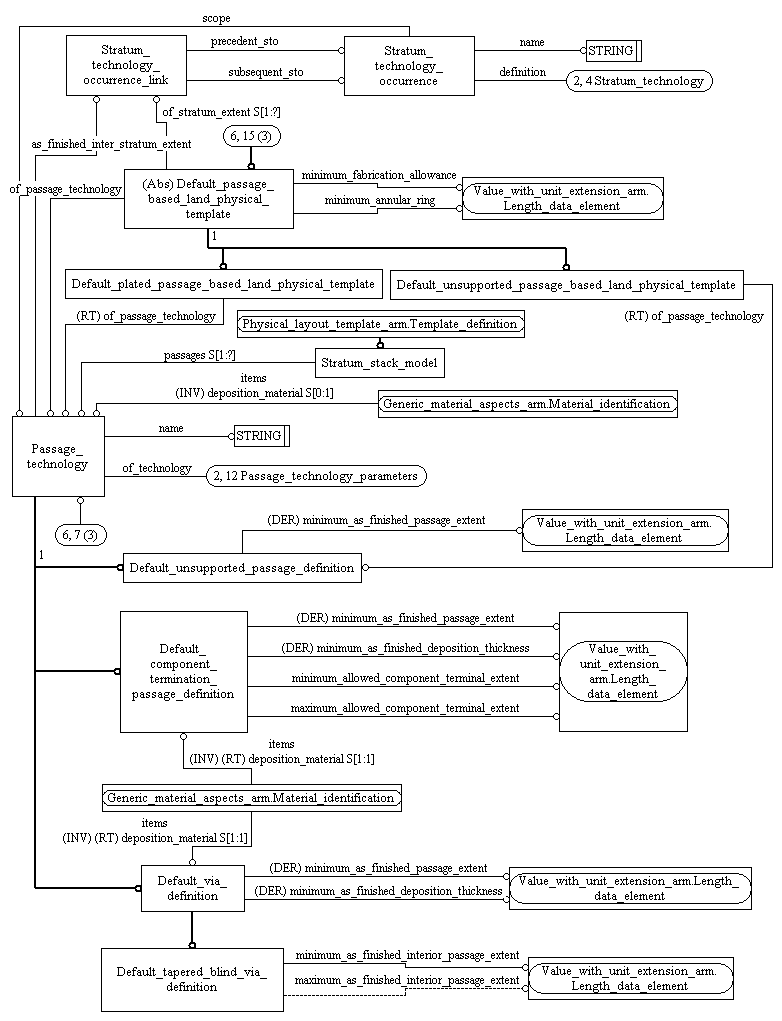 scope
Stratum_
technology_
occurrence_link
precedent_sto
subsequent_sto
Stratum_
technology_
occurrence
name
STRING
definition
2, 4 Stratum_technology
of_stratum_extent S[1:?]
as_finished_inter_stratum_extent
6, 15 (3)
of_passage_technology
(Abs) Default_passage_
based_land_physical_
template
minimum_fabrication_allowance
minimum_annular_ring
Value_with_unit_extension_arm.
Length_data_element
1
Default_plated_passage_based_land_physical_template
Default_unsupported_passage_based_land_physical_template
(RT) of_passage_technology
Physical_layout_template_arm.Template_definition
(RT) of_passage_technology
passages S[1:?]
Stratum_stack_model
items
(INV) deposition_material S[0:1]
Generic_material_aspects_arm.Material_identification
Passage_
technology
name
STRING
of_technology
2, 12 Passage_technology_parameters
6, 7 (3)
1
(DER) minimum_as_finished_passage_extent
Value_with_unit_extension_arm.
Length_data_element
Default_unsupported_passage_definition
Default_
component_
termination_
passage_definition
(DER) minimum_as_finished_passage_extent
(DER) minimum_as_finished_deposition_thickness
minimum_allowed_component_terminal_extent
maximum_allowed_component_terminal_extent
Value_with_
unit_extension_
arm.Length_
data_element
items
(INV) (RT) deposition_material S[1:1]
Generic_material_aspects_arm.Material_identification
items
(INV) (RT) deposition_material S[1:1]
Default_via_
definition
(DER) minimum_as_finished_passage_extent
(DER) minimum_as_finished_deposition_thickness
Value_with_unit_extension_arm.Length_
data_element
Default_tapered_blind_via_
definition
minimum_as_finished_interior_passage_extent
maximum_as_finished_interior_passage_extent
Value_with_unit_extension_arm.
Length_data_element